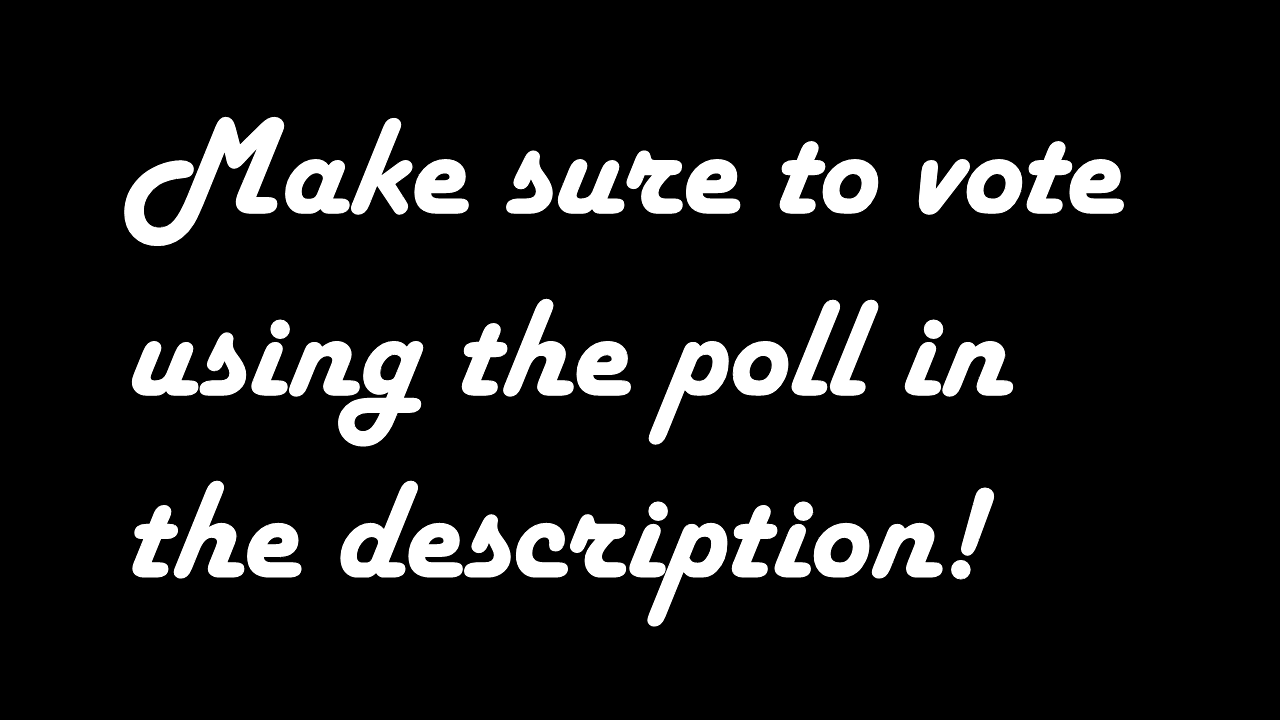 Make sure to vote
using the poll in
the description!